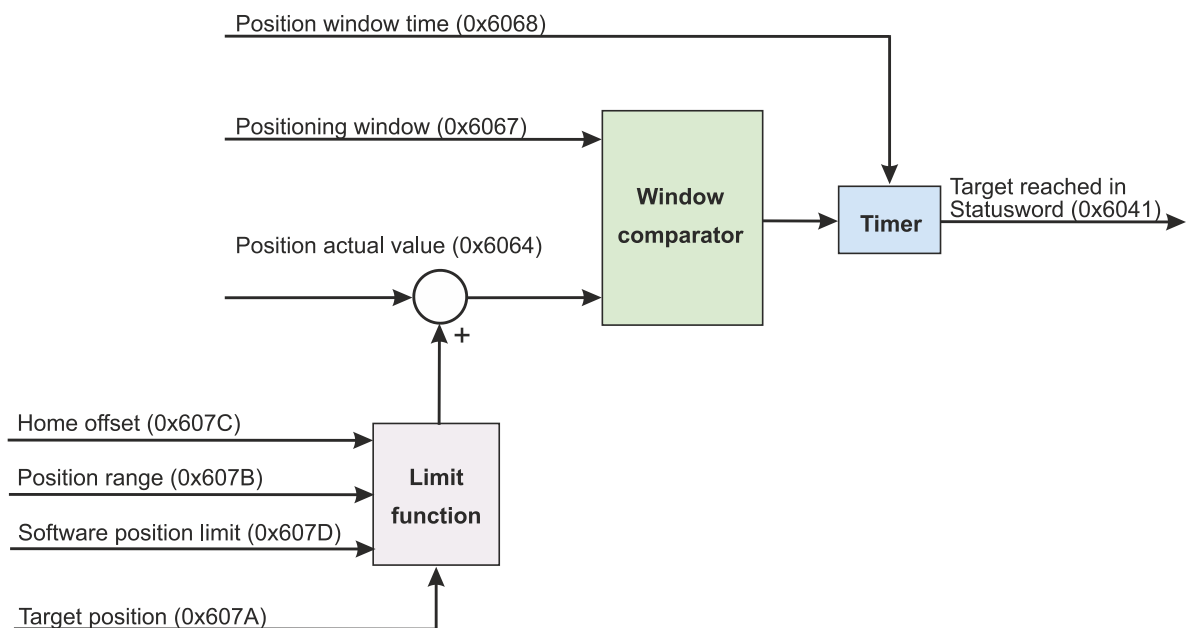 Position window time (0x6068)
Positioning window (0x6067)
Window
comparator
Target reached in
Statusword (0x6041)
Timer
Position actual value (0x6064)
+
Home offset (0x607C)
Position range (0x607B)
Limit
function
Software position limit (0x607D)
Target position (0x607A)